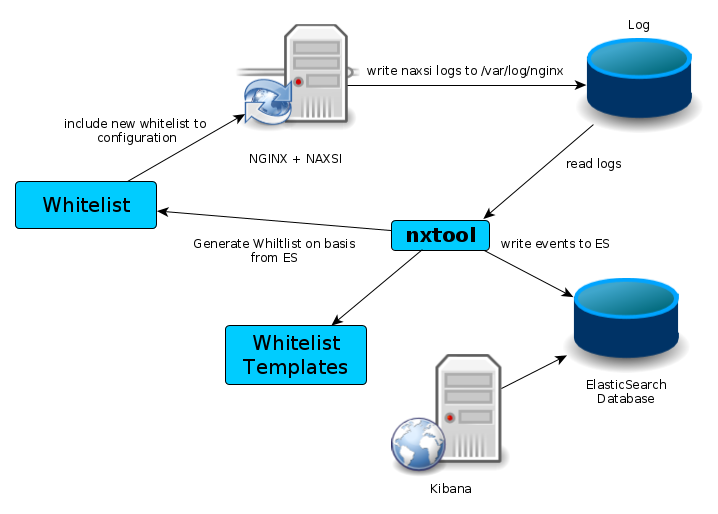 Log
write naxsi logs to /var/log/nginx
include new whitelist to
configuration
NGINX + NAXSI
read logs
Whitelist
nxtool
Generate Whiltlist on basis
from ES
write events to ES
Whitelist
Templates
ElasticSearch
Database
Kibana